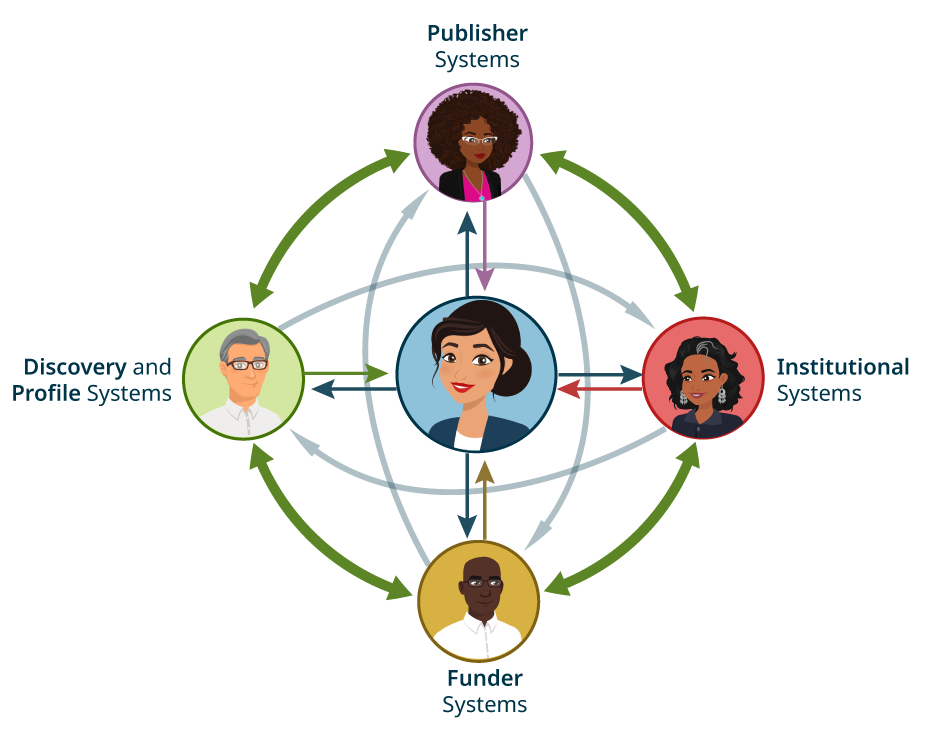 Publisher
Systems
Discovery and
Profile Systems
Institutional
Systems
Funder
Systems